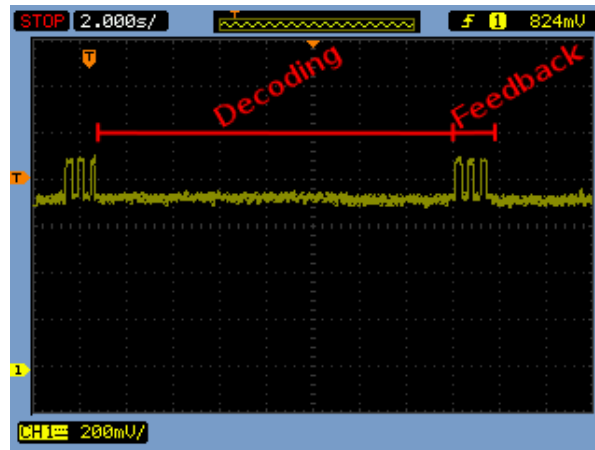 STOP 2.000s/ T f 1 824mV
T
Decoding Feedback
T
1
CH1 200mV/